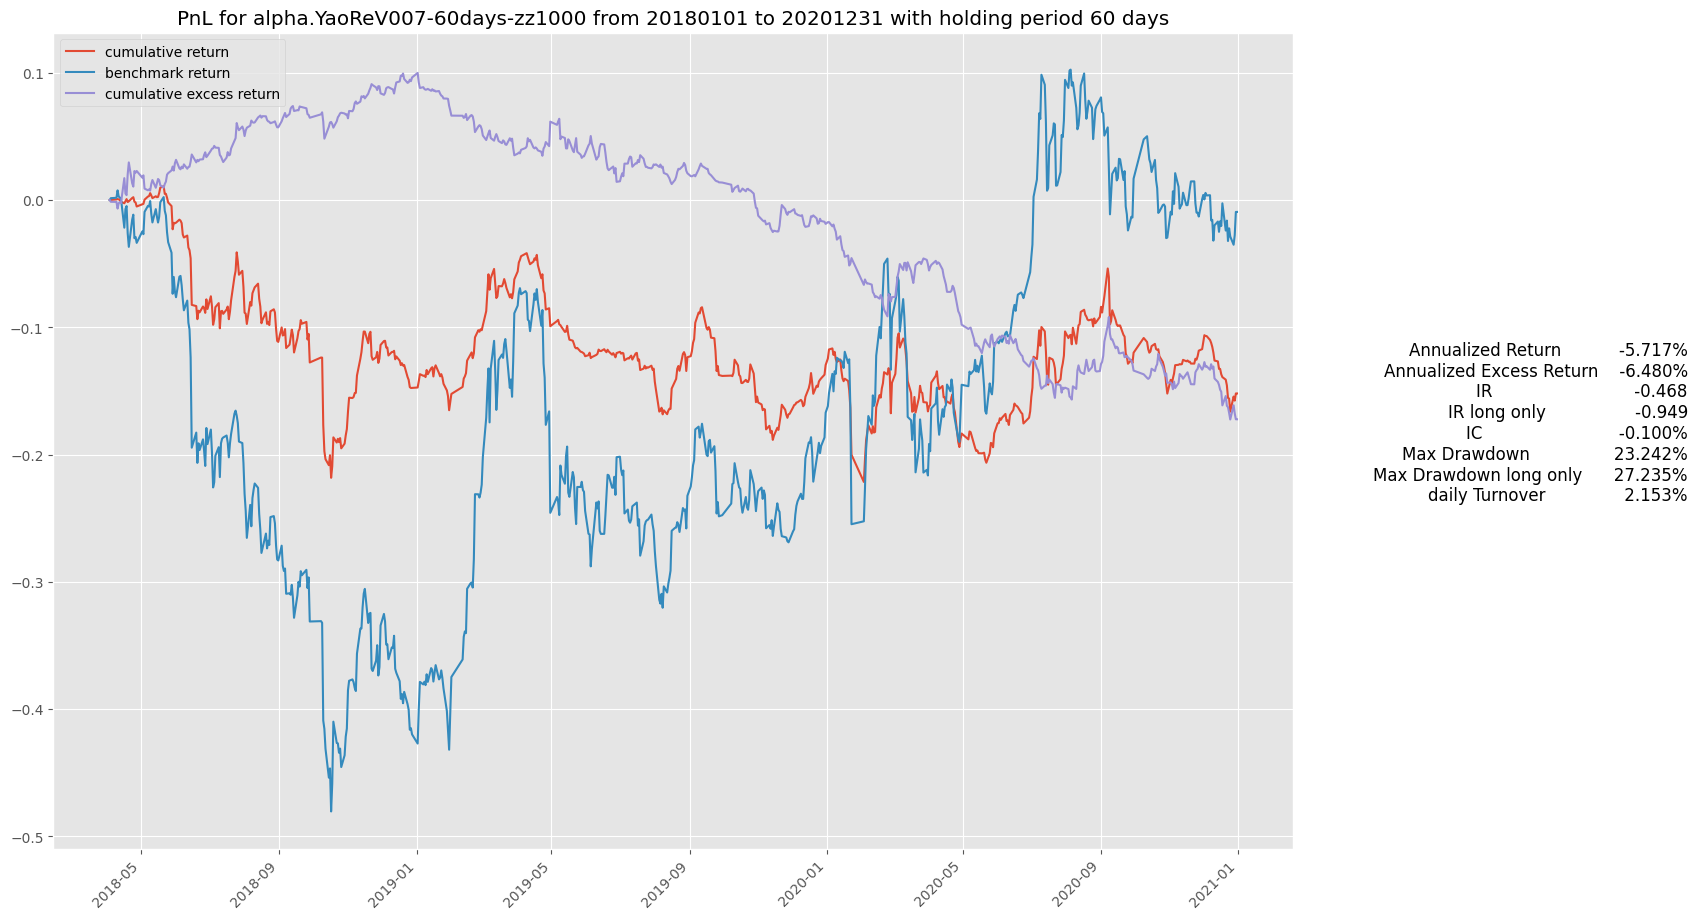 PnL for alpha.YaoReV007-60days-zz1000 from 20180101 to 20201231 with holding period 60 days
cumulative return
benchmark return
cumulative excess return
0.1
0.0
−0.1
−0.2
−0.3
−0.4
−0.5
2018-05
2018-09
2019-01
2019-05
2019-09
2020-01
2020-05
2020-09
2021-01
Annualized Return -5.717%
Annualized Excess Return -6.480%
IR -0.468
IR long only -0.949
IC -0.100%
Max Drawdown 23.242%
Max Drawdown long only 27.235%
daily Turnover 2.153%